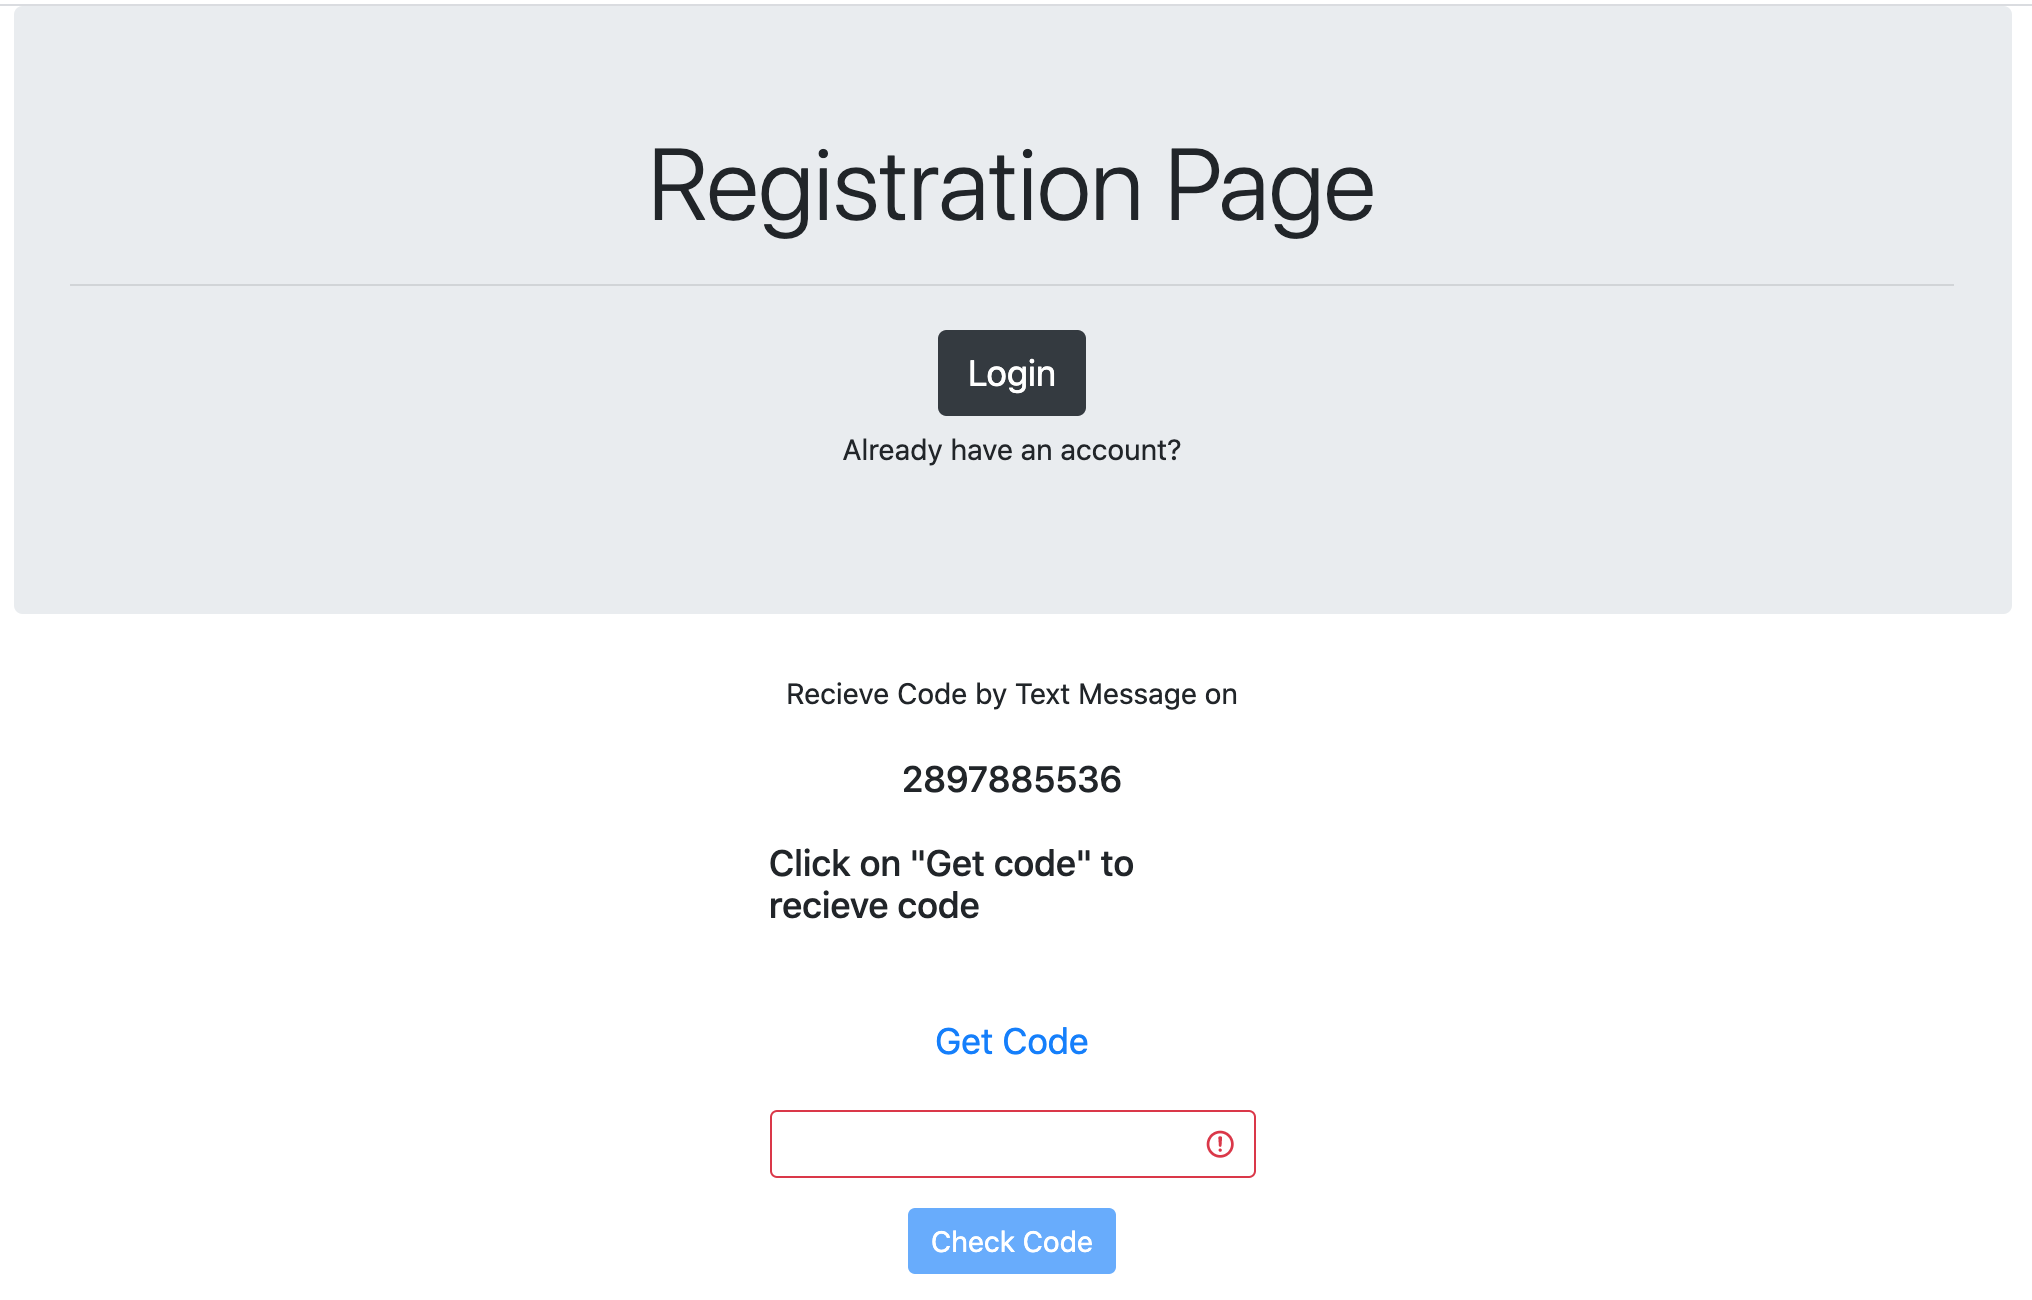 Registration Page
Login
Already have an account?
Recieve Code by Text Message on
2897885536
Click on "Get code" to
recieve code
Get Code
Check Code